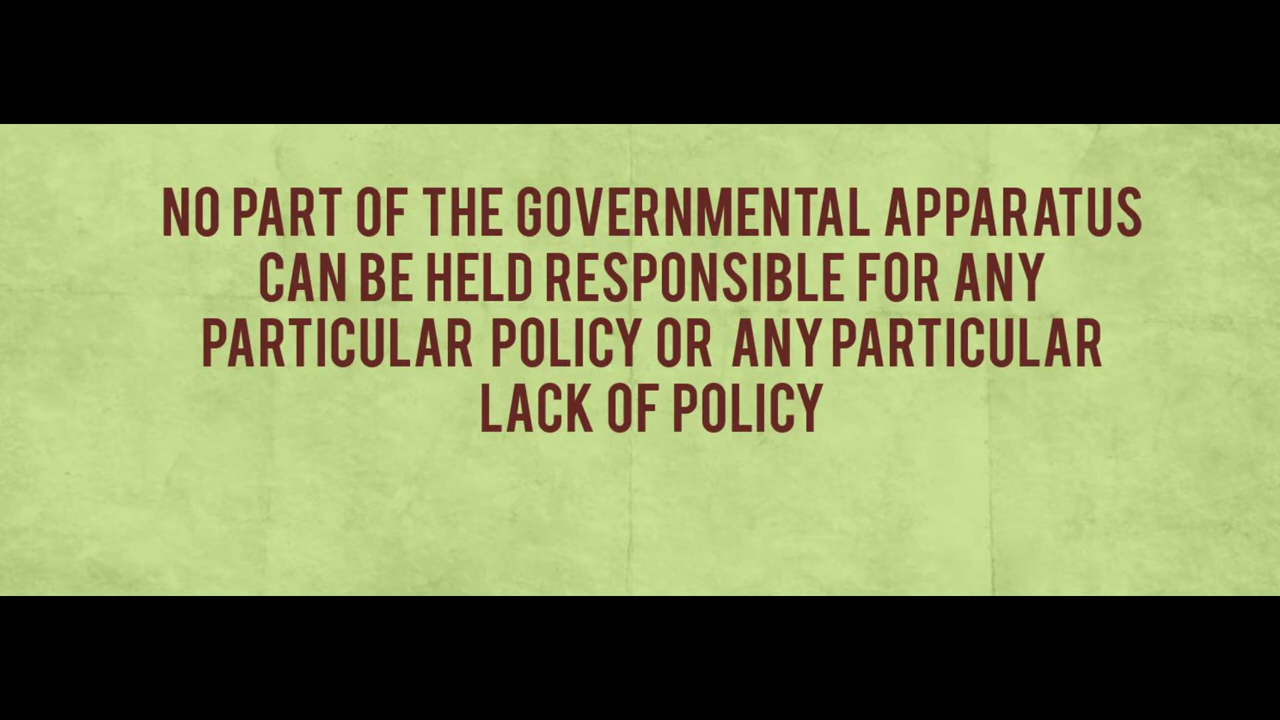 NO PART OF THE GOVERNMENTAL APPARATUS
CAN BE HELD RESPONSIBLE FOR ANY
PARTICULAR POLICY OR ANY PARTICULAR
LACK OF POLICY